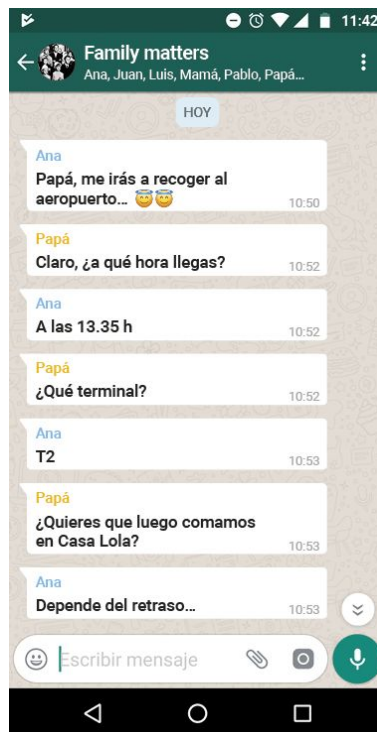 11:42
Family matters
Ana, Juan, Luis, Mamá, Pablo, Papá...
HOY
Ana
Papá, me irás a recoger al
aeropuerto... 😇😇
10:50
Papá
Claro, ¿a qué hora llegas?
10:52
Ana
A las 13.35 h
10:52
Papá
¿Qué terminal?
10:52
Ana
T2
10:53
Papá
¿Quieres que luego comamos
en Casa Lola?
10:53
Ana
Depende del retraso...
10:53
Escribir mensaje